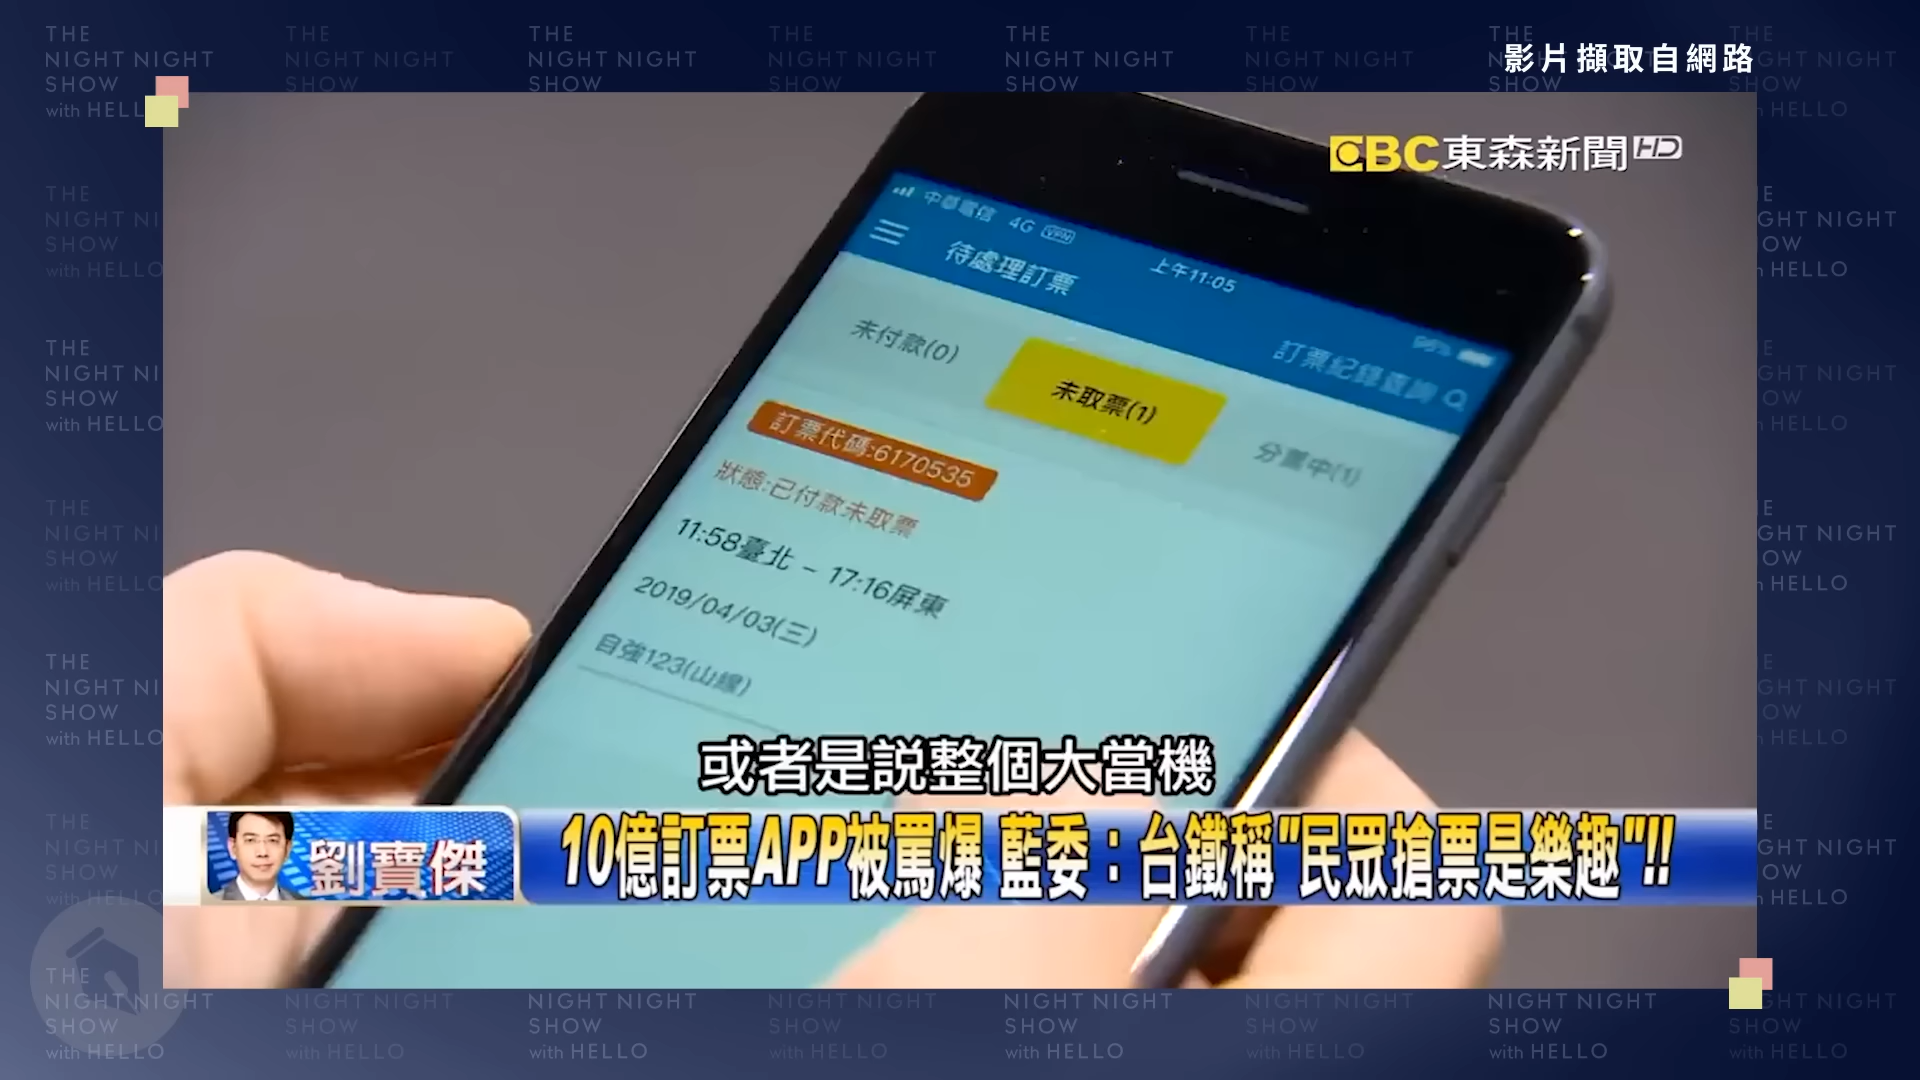 THE
NIGHT NIGHT
SHOW
with HELLO
影片擷取自網路
EBC東森新聞HD
中華電信 4G VPN
上午11:05
96%
待處理訂票
訂票紀錄查詢
未付款(0)
未取票(1)
訂票代碼:6170535
狀態:已付款未取票
11:58臺北 – 17:16屏東
2019/04/03(三)
自強123(山線)
或者是説整個大當機
劉寶傑
10億訂票APP被罵爆 藍委：台鐵稱"民眾搶票是樂趣"!!